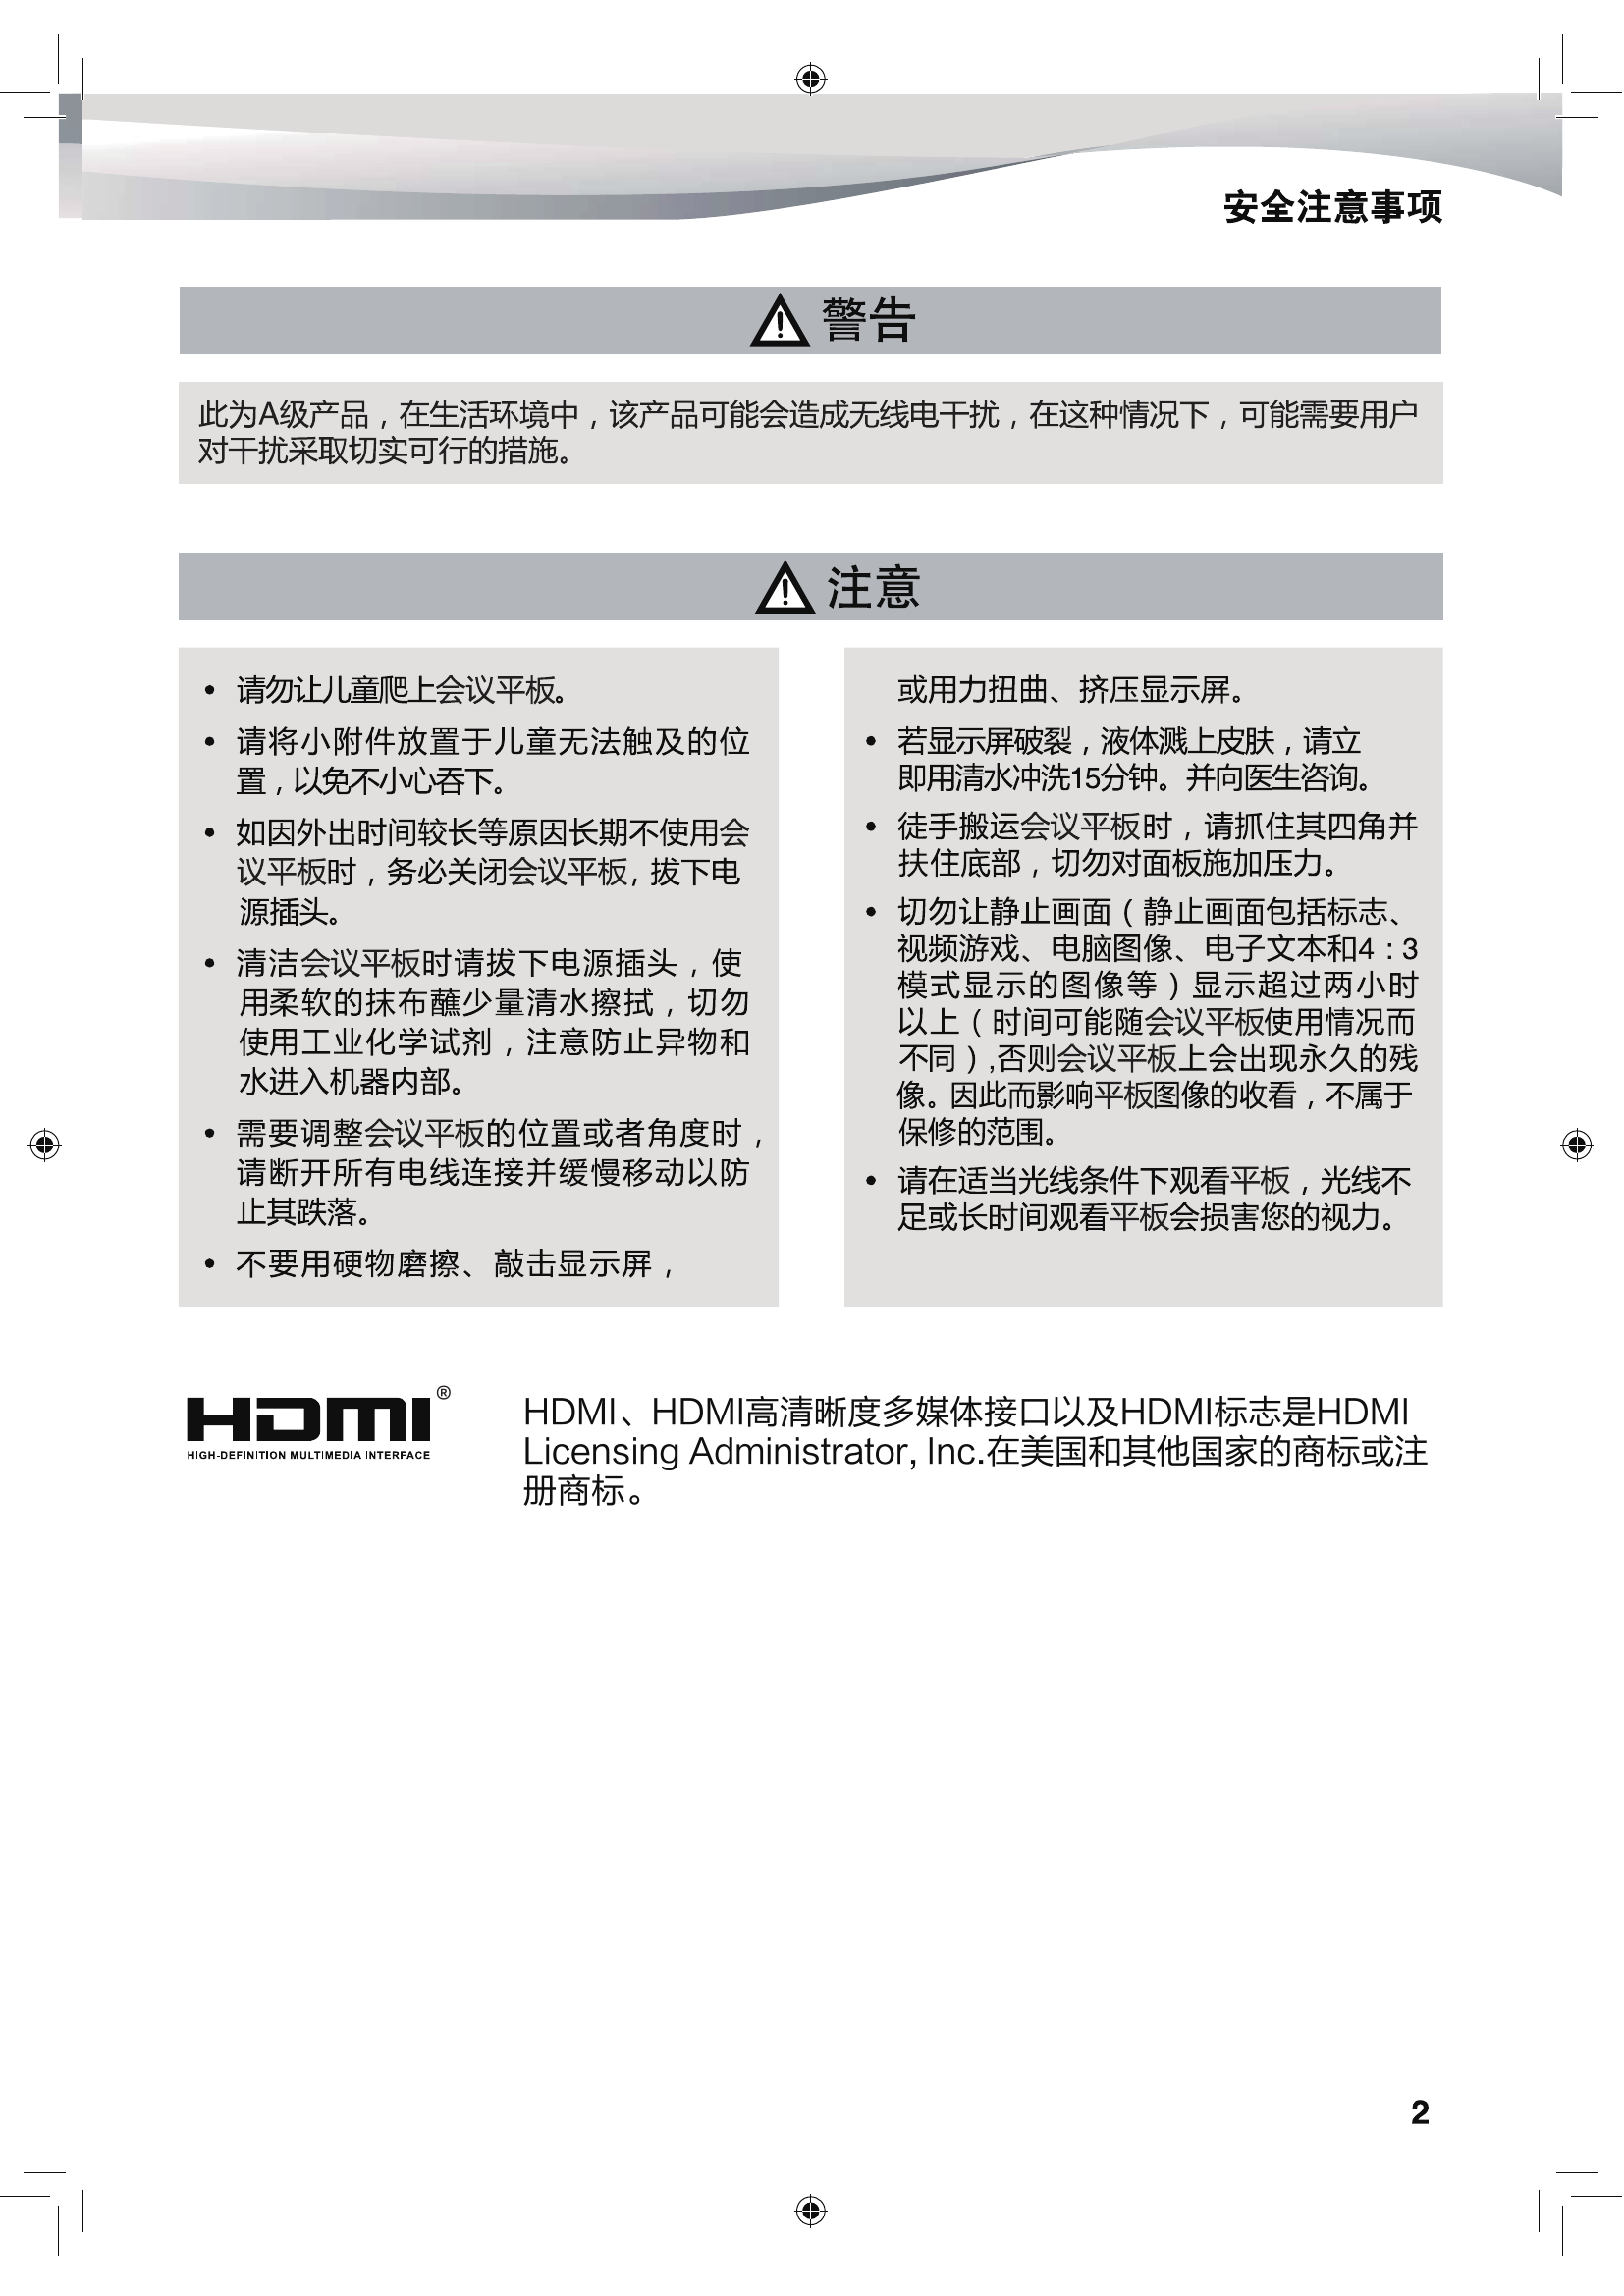 安全注意事项
警告
此为A级产品，在生活环境中，该产品可能会造成无线电干扰，在这种情况下，可能需要用户
对干扰采取切实可行的措施。
注意
• 请勿让儿童爬上会议平板。
• 请将小附件放置于儿童无法触及的位
置，以免不小心吞下。
• 如因外出时间较长等原因长期不使用会
议平板时，务必关闭会议平板, 拔下电
源插头。
• 清洁会议平板时请拔下电源插头，使
用柔软的抹布蘸少量清水擦拭，切勿
使用工业化学试剂，注意防止异物和
水进入机器内部。
• 需要调整会议平板的位置或者角度时，
请断开所有电线连接并缓慢移动以防
止其跌落。
• 不要用硬物磨擦、敲击显示屏，
或用力扭曲、挤压显示屏。
• 若显示屏破裂，液体溅上皮肤，请立
即用清水冲洗15分钟。并向医生咨询。
• 徒手搬运会议平板时，请抓住其四角并
扶住底部，切勿对面板施加压力。
• 切勿让静止画面（静止画面包括标志、
视频游戏、电脑图像、电子文本和4：3
模式显示的图像等）显示超过两小时
以上（时间可能随会议平板使用情况而
不同）,否则会议平板上会出现永久的残
像。因此而影响平板图像的收看，不属于
保修的范围。
• 请在适当光线条件下观看平板，光线不
足或长时间观看平板会损害您的视力。
HDMI®
HIGH-DEFINITION MULTIMEDIA INTERFACE
HDMI、HDMI高清晰度多媒体接口以及HDMI标志是HDMI
Licensing Administrator, Inc.在美国和其他国家的商标或注
册商标。
2